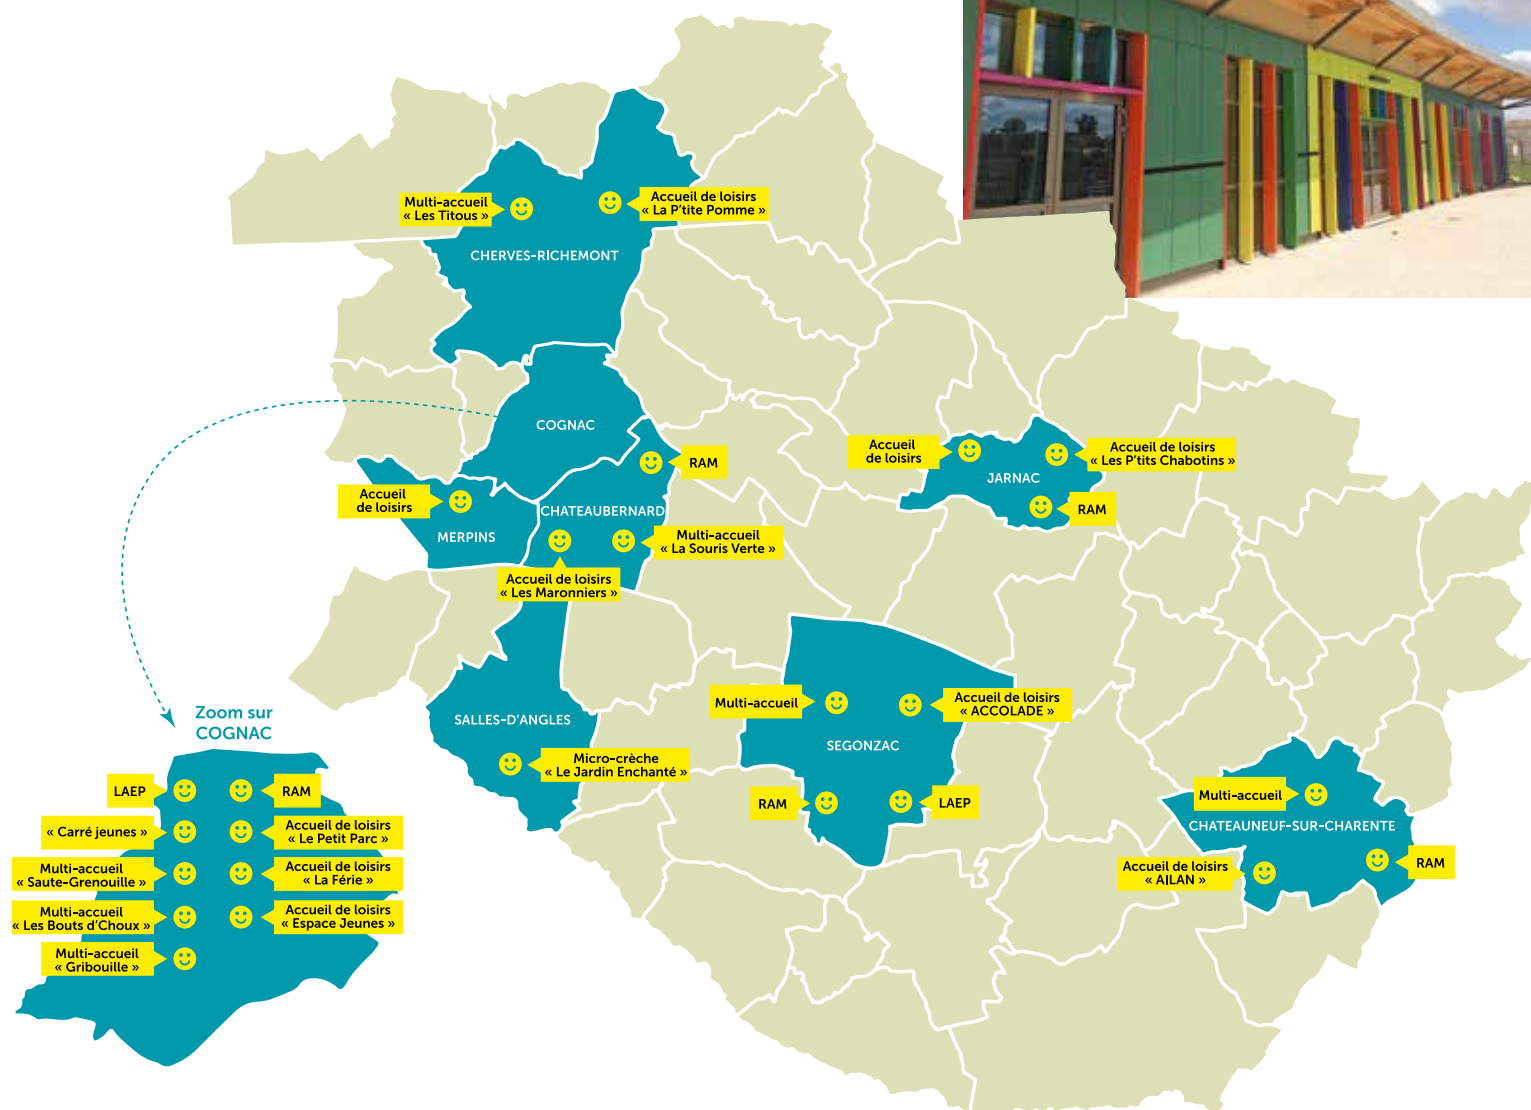 Multi-accueil
« Les Titous »
Accueil de loisirs
« La P'tite Pomme »
CHERVES-RICHEMONT
COGNAC
RAM
Accueil
de loisirs
MERPINS
CHATEAUBERNARD
Multi-accueil
« La Souris Verte »
Accueil de loisirs
« Les Maronniers »
Accueil
de loisirs
Accueil de loisirs
« Les P'tits Chabotins »
JARNAC
RAM
SALLES-D'ANGLES
Micro-crèche
« Le Jardin Enchanté »
Multi-accueil
Accueil de loisirs
« ACCOLADE »
SEGONZAC
RAM
LAEP
Multi-accueil
CHATEAUNEUF-SUR-CHARENTE
Accueil de loisirs
« AILAN »
RAM
Zoom sur
COGNAC
LAEP
RAM
« Carré jeunes »
Accueil de loisirs
« Le Petit Parc »
Multi-accueil
« Saute-Grenouille »
Accueil de loisirs
« La Férie »
Multi-accueil
« Les Bouts d'Choux »
Accueil de loisirs
« Espace Jeunes »
Multi-accueil
« Gribouille »